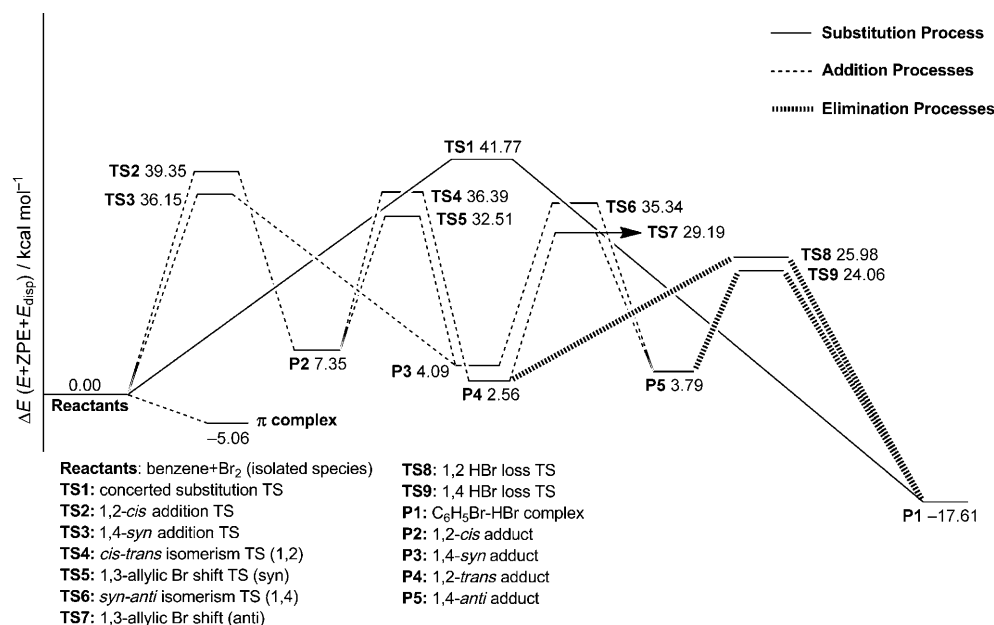 Substitution Process
Addition Processes
Elimination Processes
ΔE (E+ZPE+E_disp) / kcal mol⁻¹
TS1 41.77
TS2 39.35
TS3 36.15
TS4 36.39
TS5 32.51
TS6 35.34
TS7 29.19
TS8 25.98
TS9 24.06
P2 7.35
P3 4.09
P4 2.56
P5 3.79
0.00
Reactants
π complex
−5.06
P1 −17.61
Reactants: benzene+Br₂ (isolated species)
TS1: concerted substitution TS
TS2: 1,2-cis addition TS
TS3: 1,4-syn addition TS
TS4: cis-trans isomerism TS (1,2)
TS5: 1,3-allylic Br shift TS (syn)
TS6: syn-anti isomerism TS (1,4)
TS7: 1,3-allylic Br shift (anti)
TS8: 1,2 HBr loss TS
TS9: 1,4 HBr loss TS
P1: C₆H₅Br-HBr complex
P2: 1,2-cis adduct
P3: 1,4-syn adduct
P4: 1,2-trans adduct
P5: 1,4-anti adduct